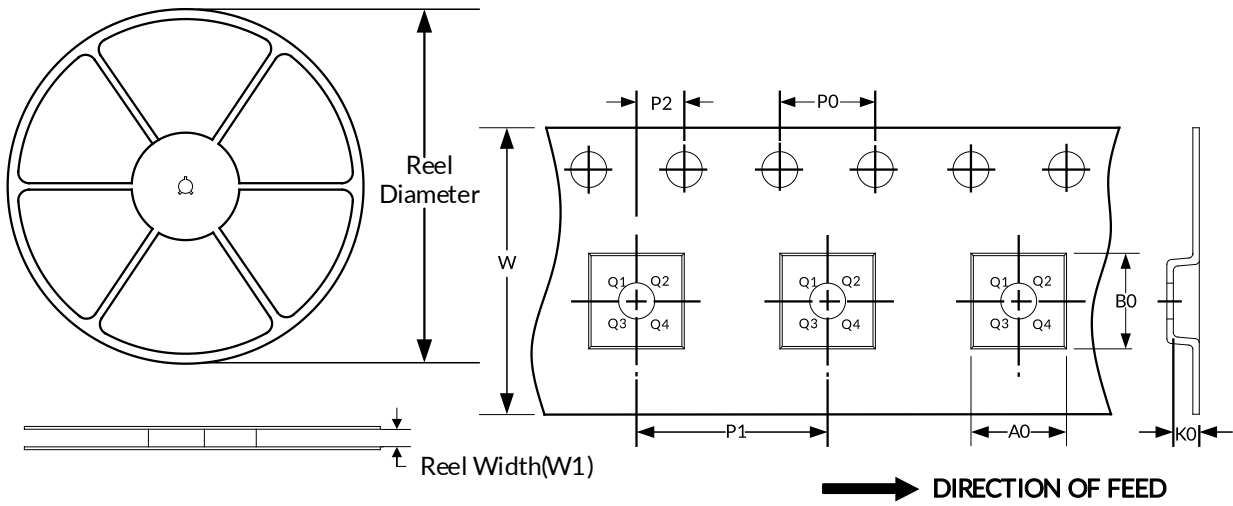 Reel
Diameter
Reel Width(W1)
P2
P0
W
Q1 Q2
Q3 Q4
Q1 Q2
Q3 Q4
Q1 Q2
Q3 Q4
B0
P1
A0
K0
DIRECTION OF FEED